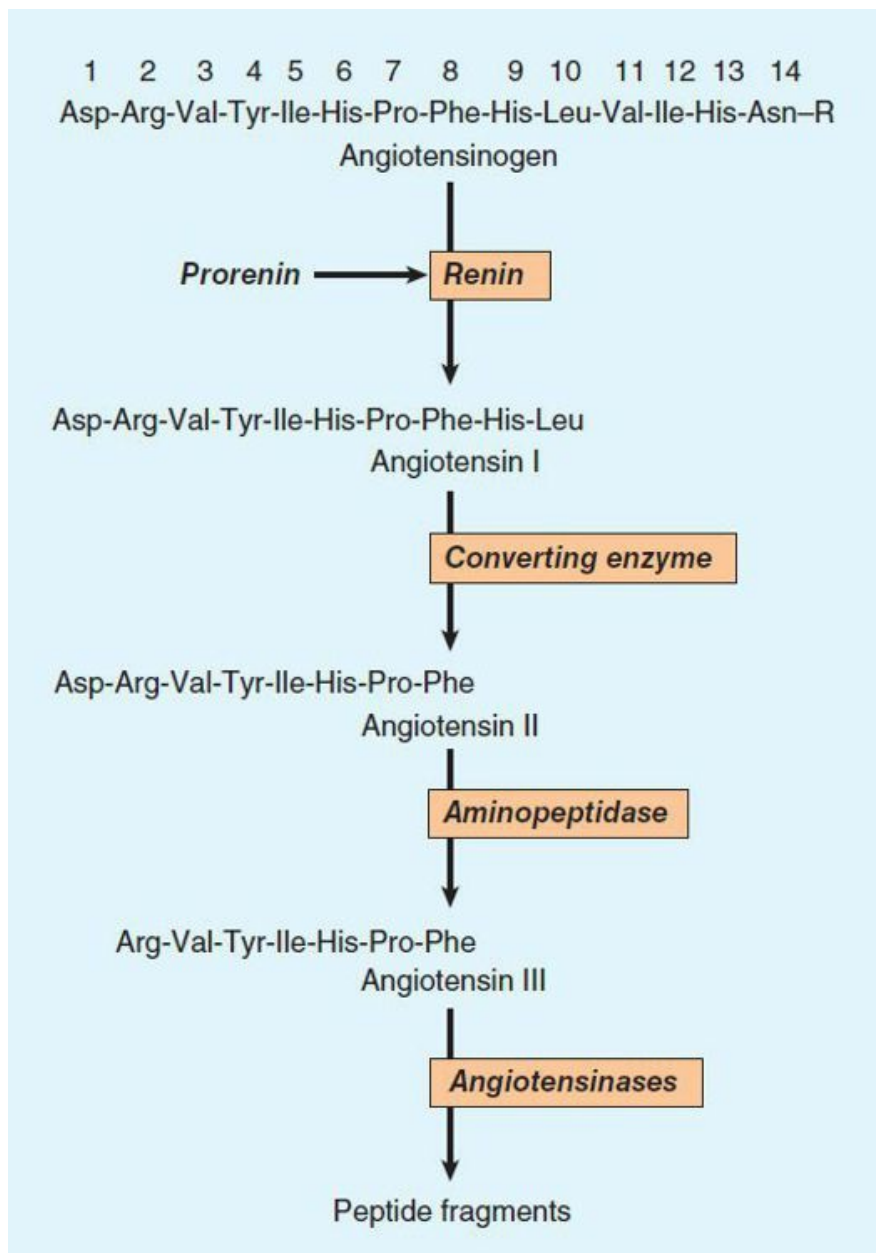 1 2 3 4 5 6 7 8 9 10 11 12 13 14
Asp-Arg-Val-Tyr-Ile-His-Pro-Phe-His-Leu-Val-Ile-His-Asn–R
Angiotensinogen
Prorenin Renin
Asp-Arg-Val-Tyr-Ile-His-Pro-Phe-His-Leu
Angiotensin I
Converting enzyme
Asp-Arg-Val-Tyr-Ile-His-Pro-Phe
Angiotensin II
Aminopeptidase
Arg-Val-Tyr-Ile-His-Pro-Phe
Angiotensin III
Angiotensinases
Peptide fragments